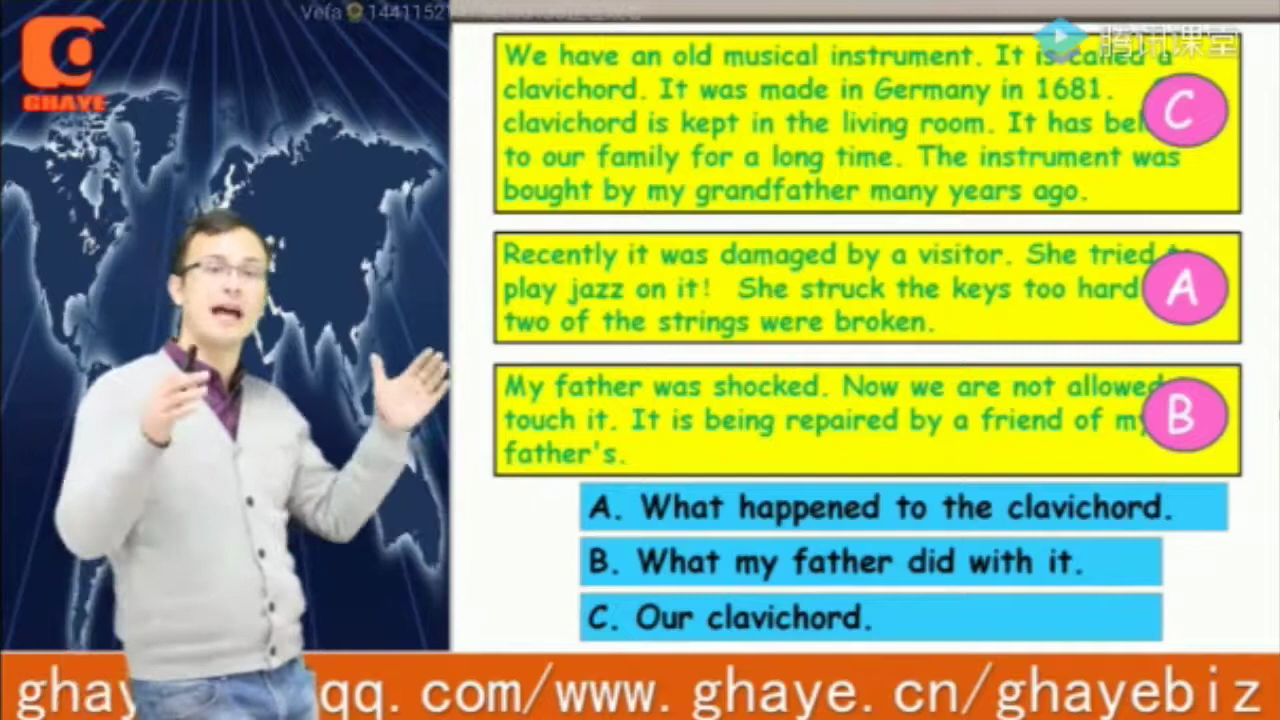 Vefa 1441152
腾讯课堂
GHAYE
We have an old musical instrument. It is called a
clavichord. It was made in Germany in 1681.
clavichord is kept in the living room. It has bel
to our family for a long time. The instrument was
bought by my grandfather many years ago.
C
Recently it was damaged by a visitor. She tried to
play jazz on it! She struck the keys too hard
two of the strings were broken.
A
My father was shocked. Now we are not allowed
touch it. It is being repaired by a friend of my
father's.
B
A. What happened to the clavichord.
B. What my father did with it.
C. Our clavichord.
ghay qq.com/www.ghaye.cn/ghayebiz